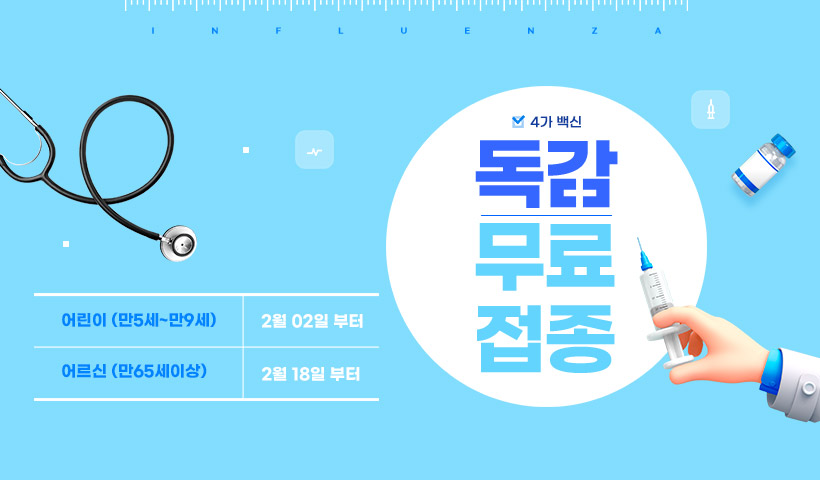 INFLUENZA
4가 백신
독감
무료
접종
어린이 (만5세~만9세) 2월 02일 부터
어르신 (만65세이상) 2월 18일 부터